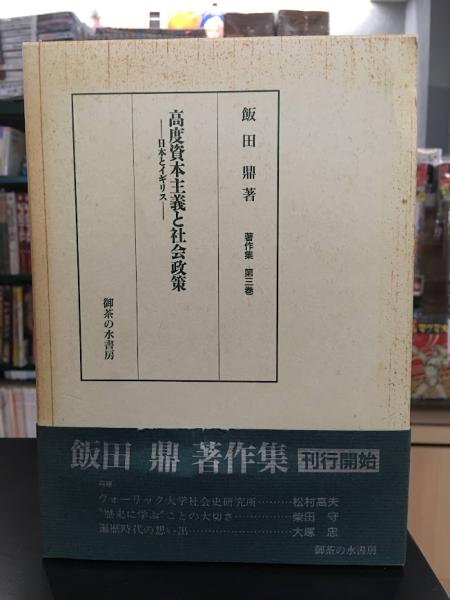 飯田 鼎 著
著作集 第三巻
高度資本主義と社会政策
──日本とイギリス──
御茶の水書房
飯田 鼎 著作集 刊行開始
内容
ウォーリック大学社会史研究所………松村高夫
"歴史に学ぶ"ことの大切さ…………柴田 守
遍歴時代の想い出………………………大塚 忠
御茶の水書房